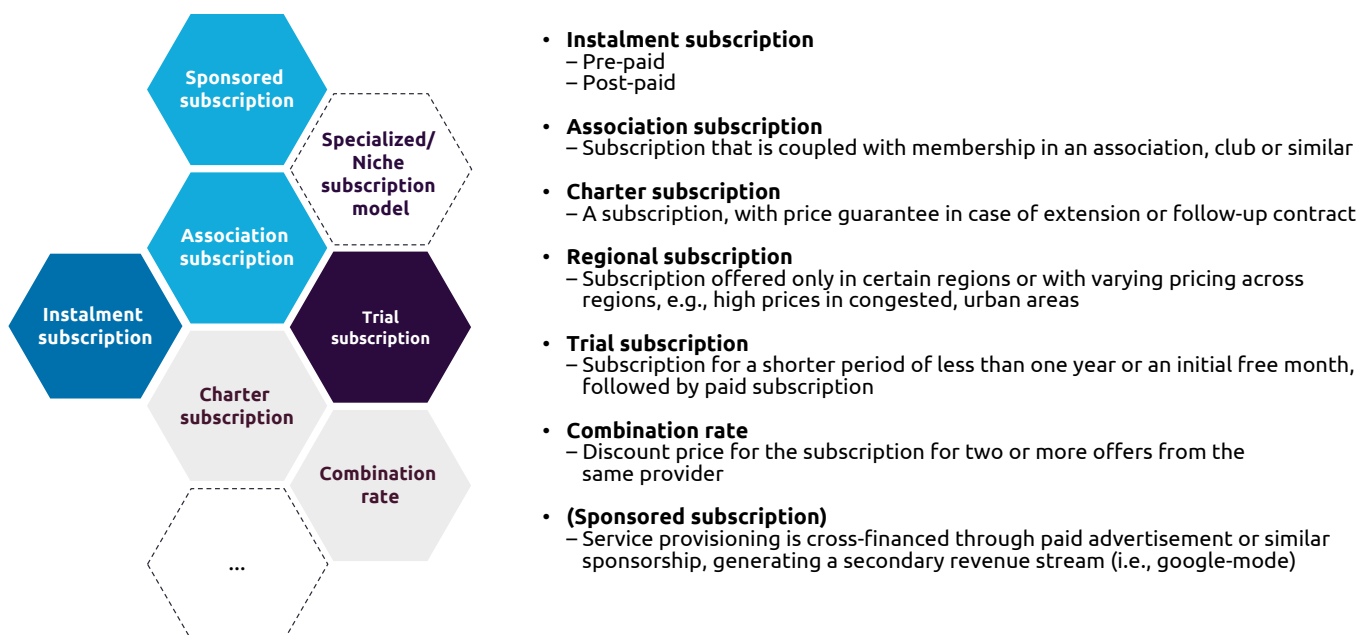 Sponsored
subscription
Specialized/
Niche
subscription
model
Association
subscription
Instalment
subscription
Trial
subscription
Charter
subscription
Combination
rate
...
• Instalment subscription
– Pre-paid
– Post-paid
• Association subscription
– Subscription that is coupled with membership in an association, club or similar
• Charter subscription
– A subscription, with price guarantee in case of extension or follow-up contract
• Regional subscription
– Subscription offered only in certain regions or with varying pricing across
regions, e.g., high prices in congested, urban areas
• Trial subscription
– Subscription for a shorter period of less than one year or an initial free month,
followed by paid subscription
• Combination rate
– Discount price for the subscription for two or more offers from the
same provider
• (Sponsored subscription)
– Service provisioning is cross-financed through paid advertisement or similar
sponsorship, generating a secondary revenue stream (i.e., google-mode)